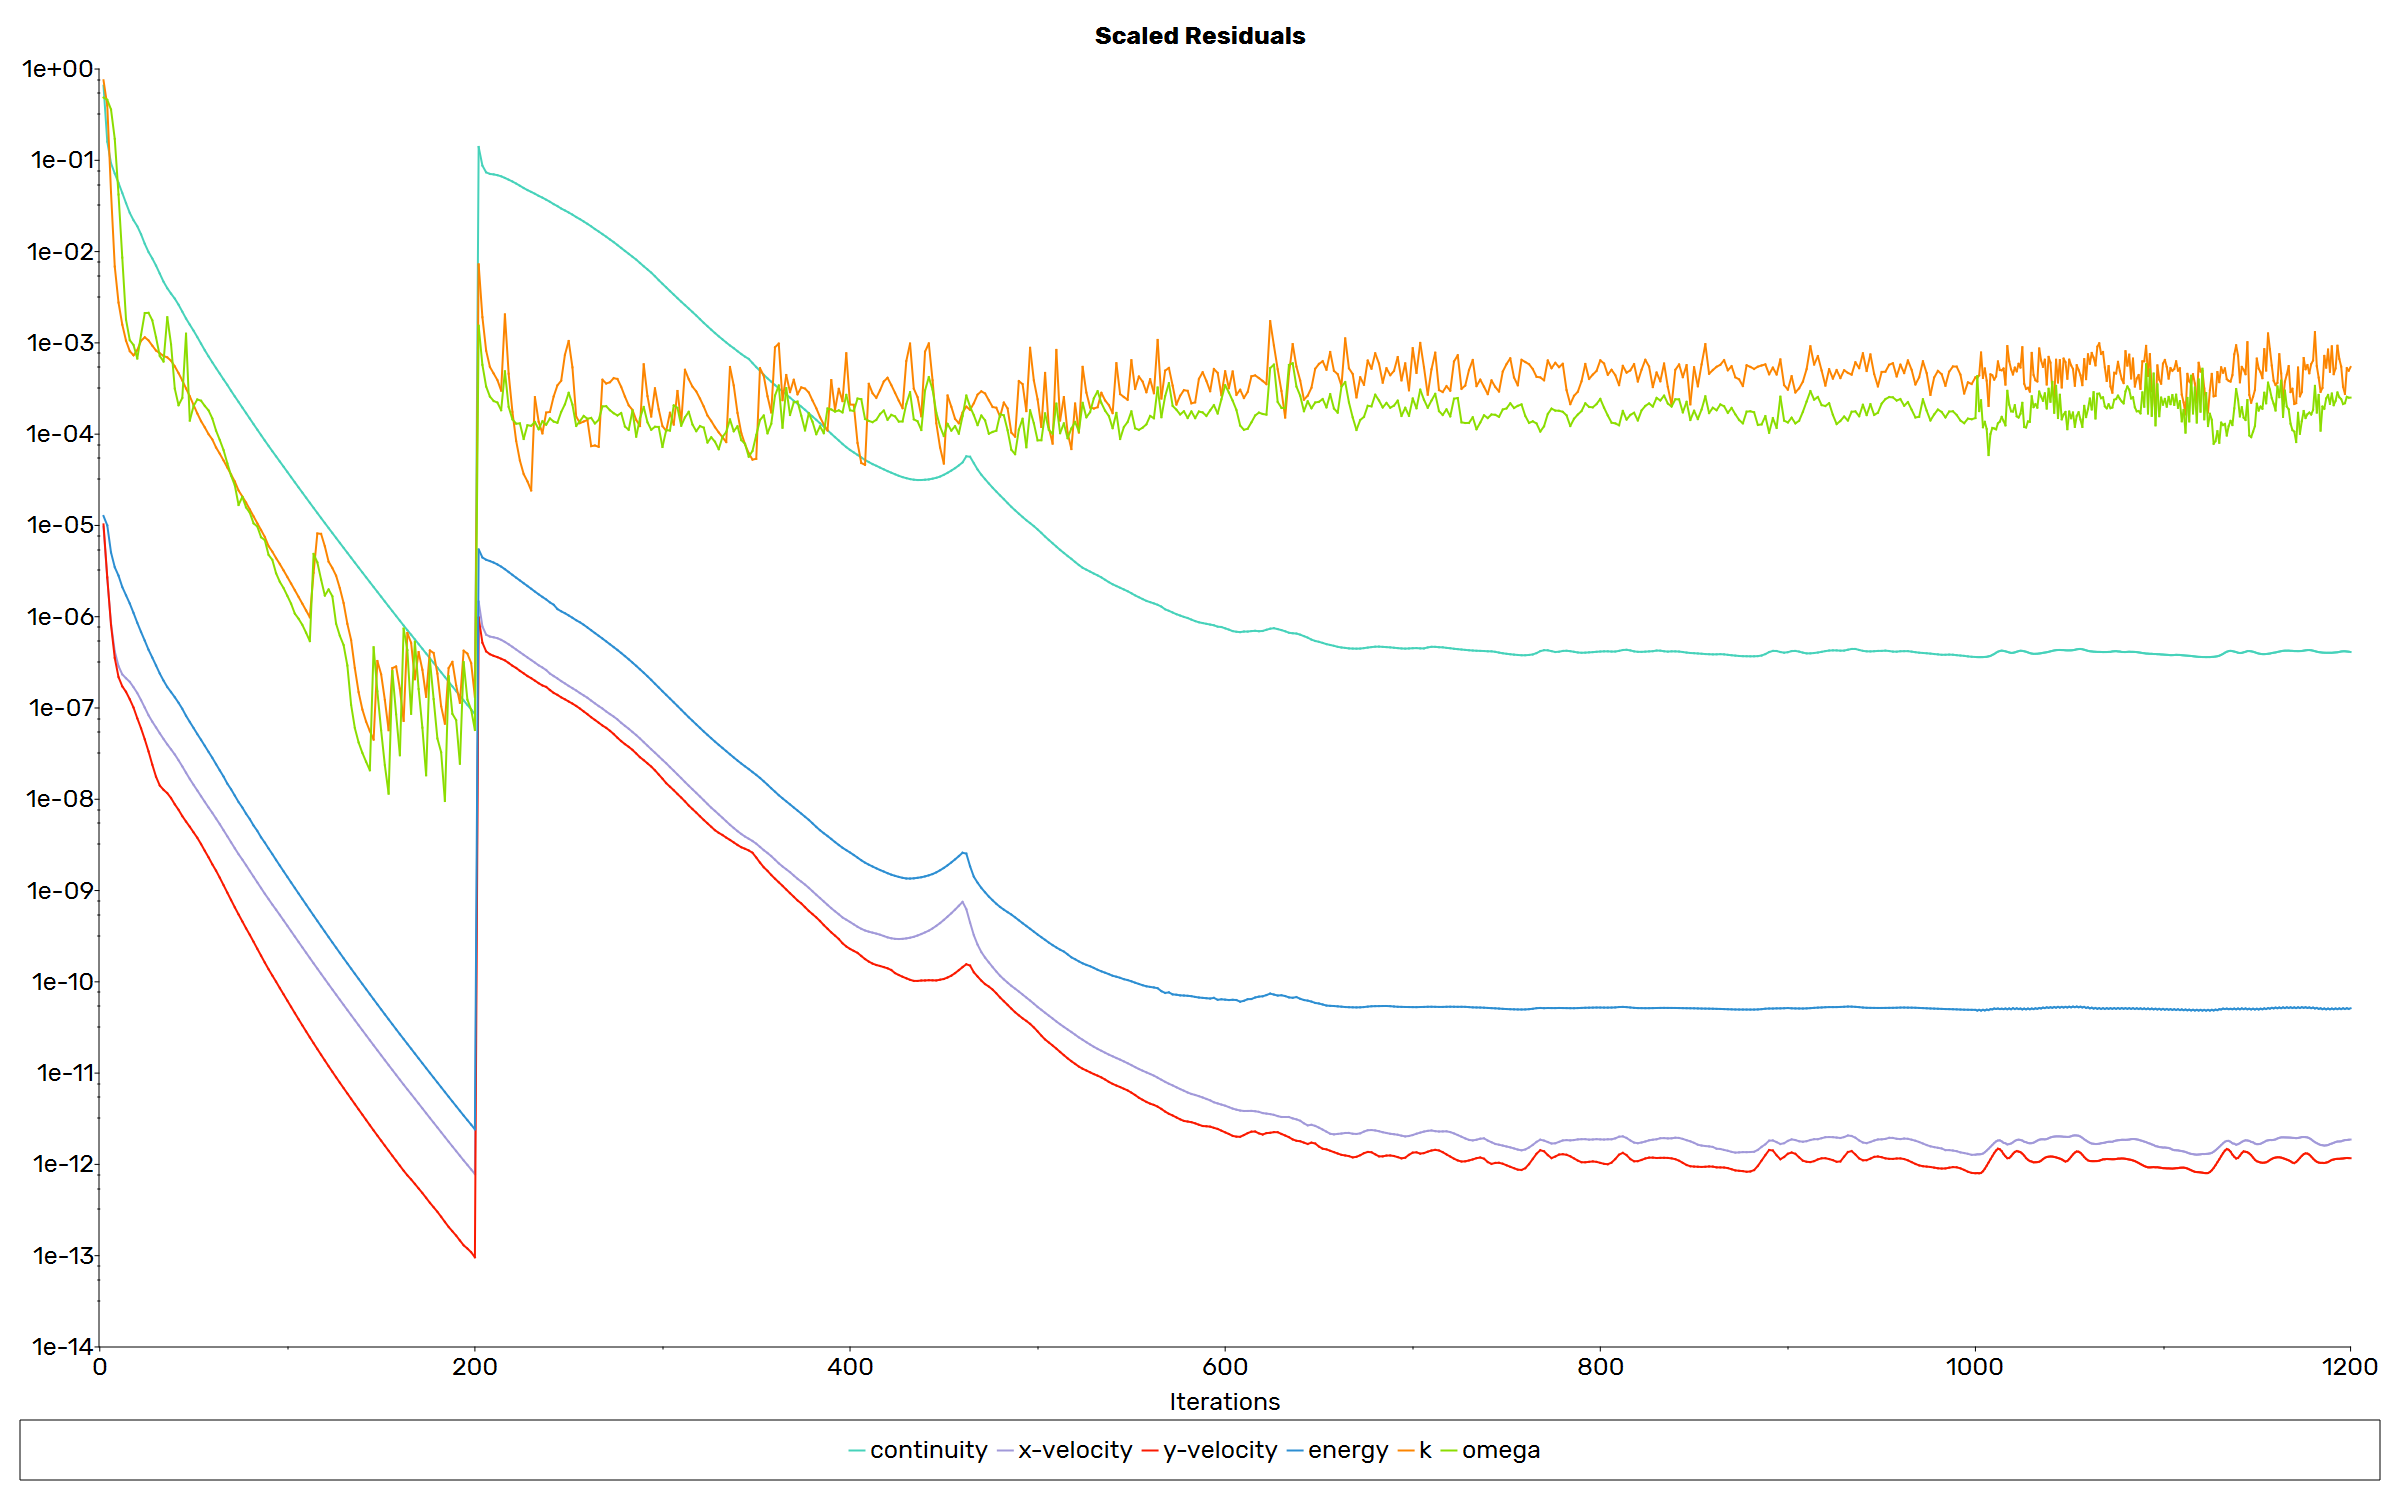 Scaled Residuals
1e+00
1e-01
1e-02
1e-03
1e-04
1e-05
1e-06
1e-07
1e-08
1e-09
1e-10
1e-11
1e-12
1e-13
1e-14
0 200 400 600 800 1000 1200
Iterations
continuity x-velocity y-velocity energy k omega